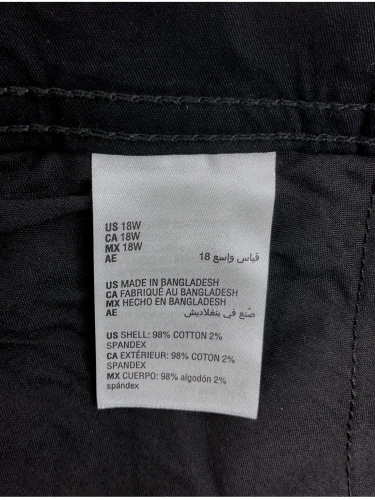 US 18W
CA 18W
MX 18W
AE قياس واسع 18
US MADE IN BANGLADESH
CA FABRIQUÉ AU BANGLADESH
MX HECHO EN BANGLADESH
AE صّنع في بنغلاديش
US SHELL: 98% COTTON 2%
SPANDEX
CA EXTÉRIEUR: 98% COTON 2%
SPANDEX
MX CUERPO: 98% algodón 2%
spándex